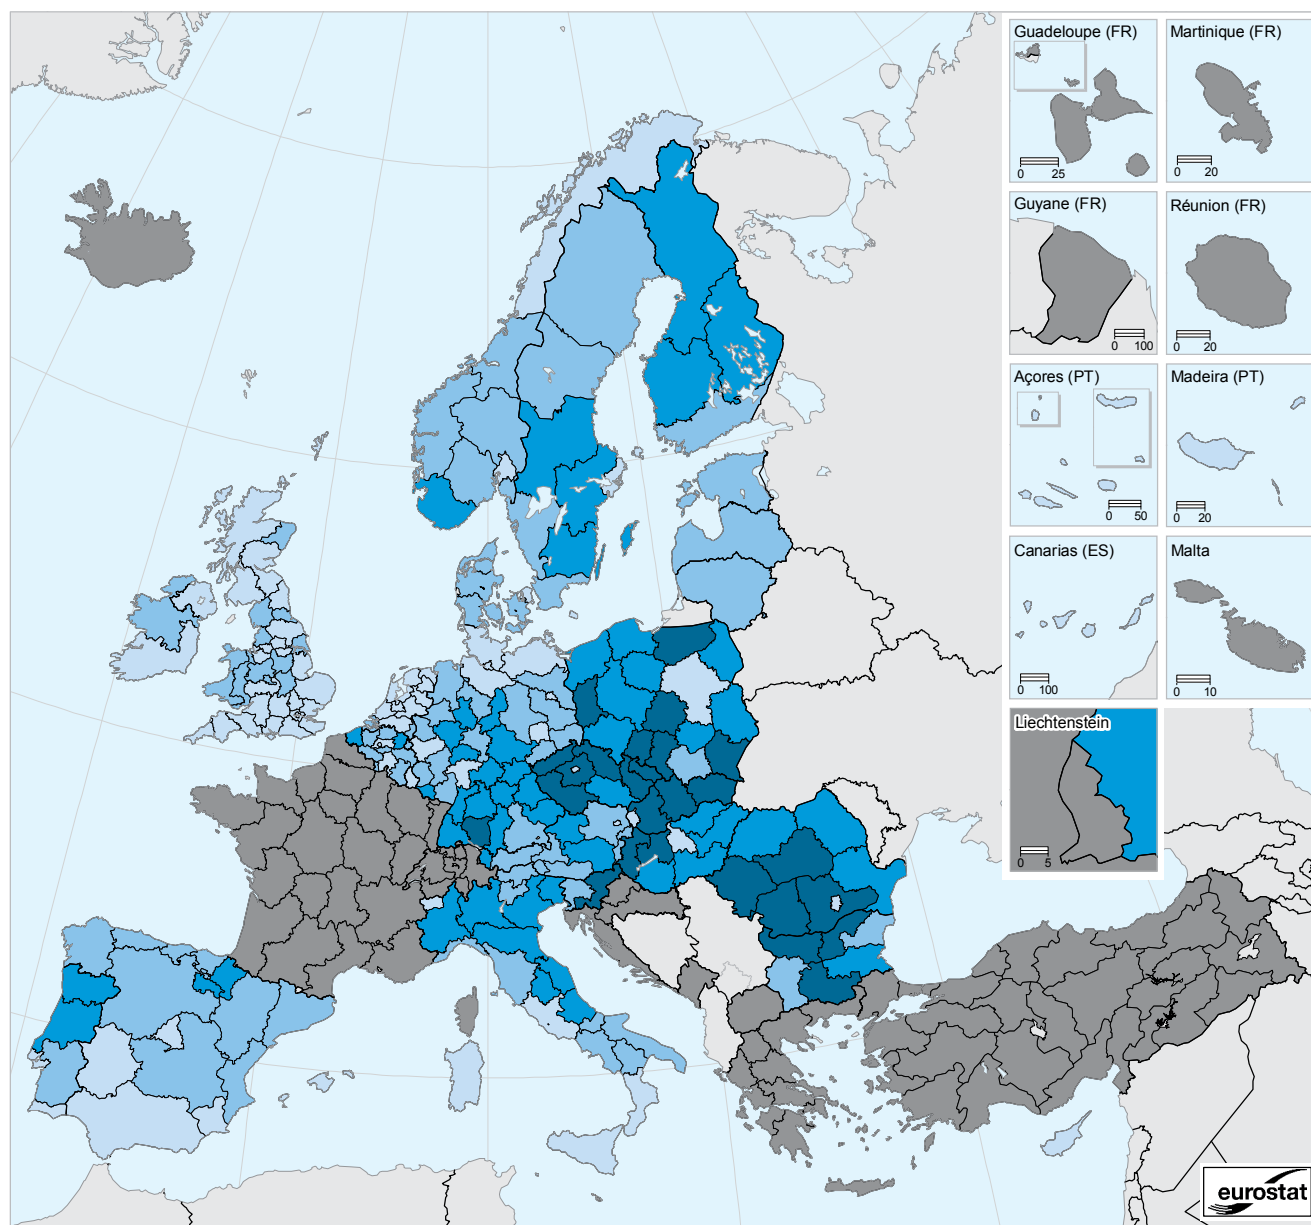 Guadeloupe (FR)
0 25
Martinique (FR)
0 20
Guyane (FR)
0 100
Réunion (FR)
0 20
Açores (PT)
0 50
Madeira (PT)
0 20
Canarias (ES)
0 100
Malta
0 10
Liechtenstein
0 5
eurostat